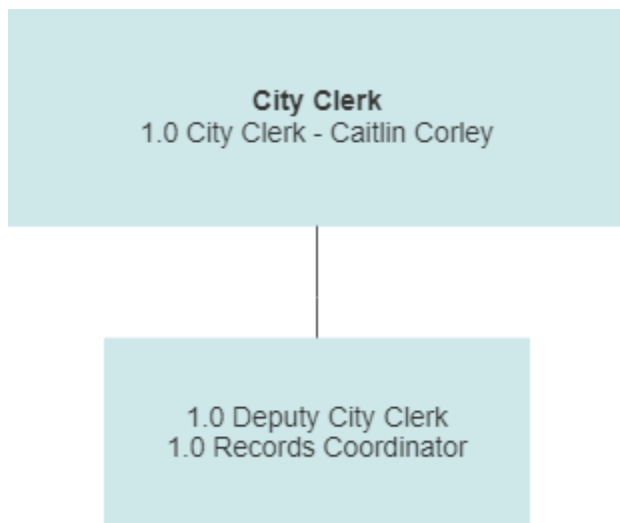 City Clerk
1.0 City Clerk - Caitlin Corley
1.0 Deputy City Clerk
1.0 Records Coordinator